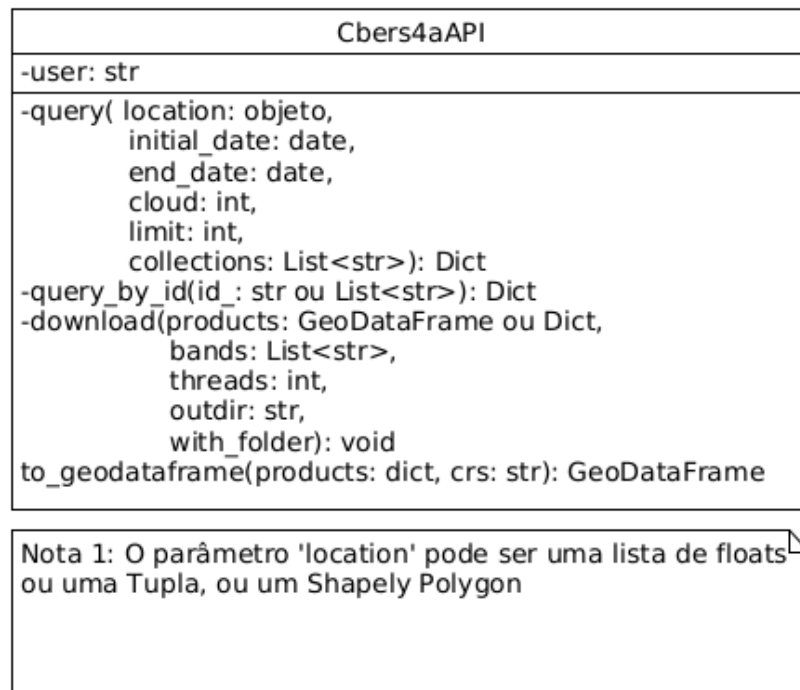 Cbers4aAPI
-user: str
-query( location: objeto,
initial_date: date,
end_date: date,
cloud: int,
limit: int,
collections: List<str>): Dict
-query_by_id(id_: str ou List<str>): Dict
-download(products: GeoDataFrame ou Dict,
bands: List<str>,
threads: int,
outdir: str,
with_folder): void
to_geodataframe(products: dict, crs: str): GeoDataFrame
Nota 1: O parâmetro 'location' pode ser uma lista de floats
ou uma Tupla, ou um Shapely Polygon